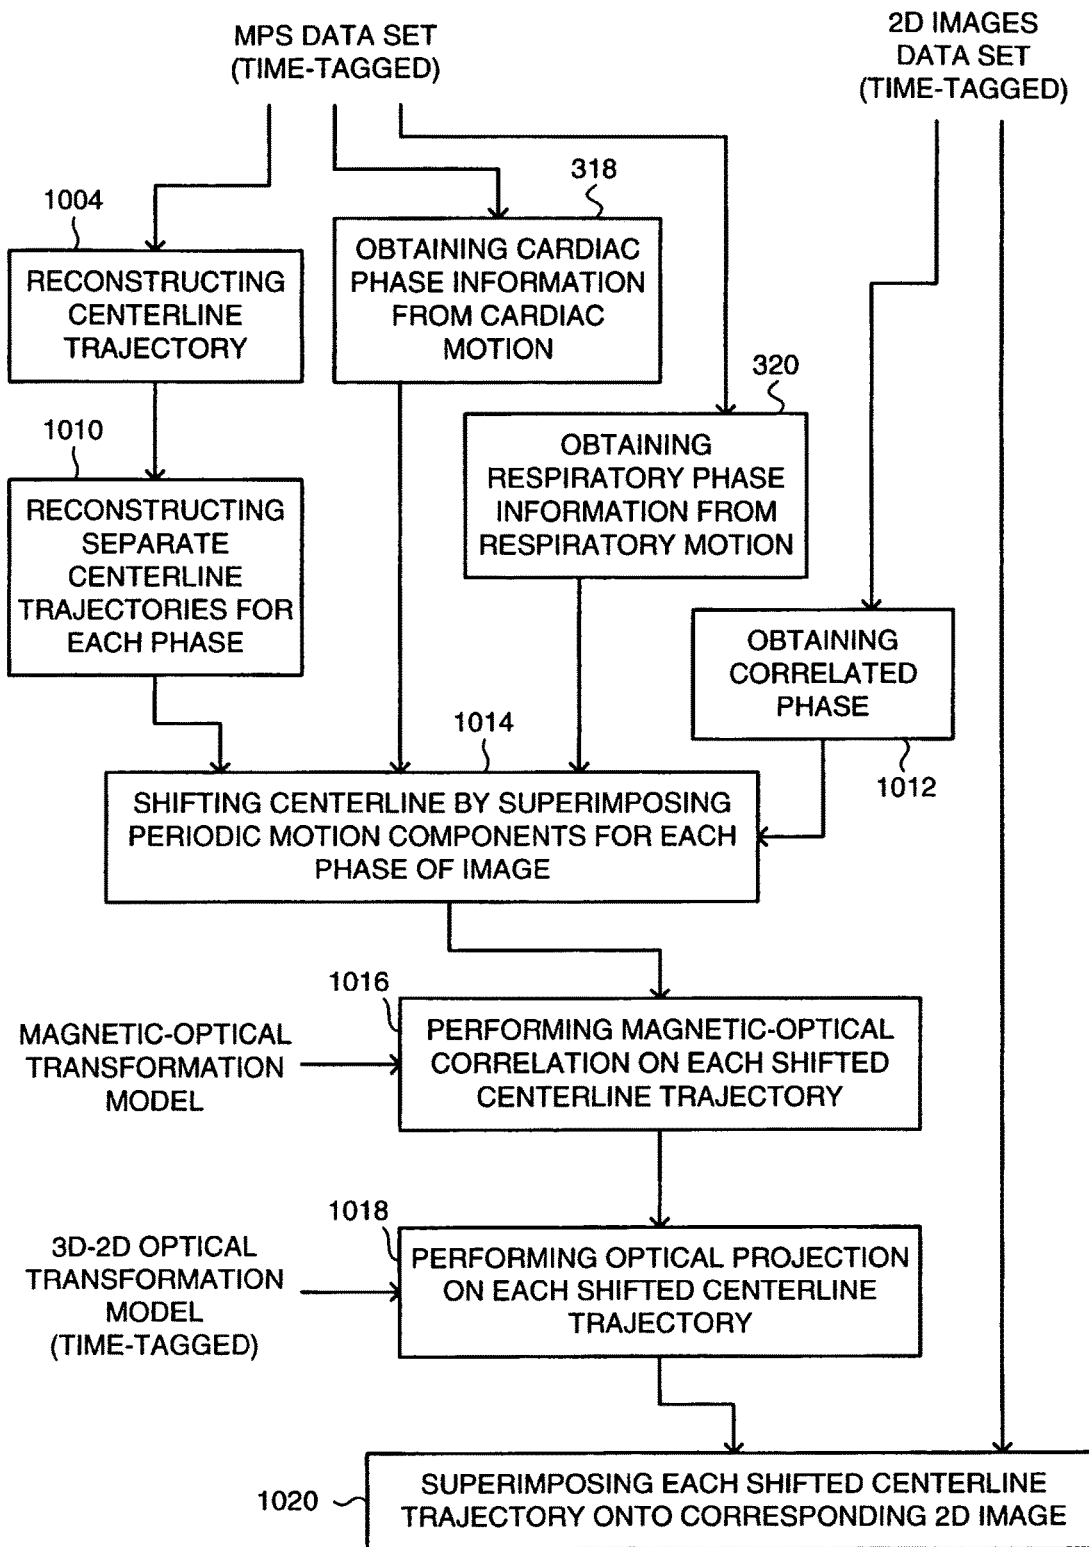 MPS DATA SET
(TIME-TAGGED)
2D IMAGES
DATA SET
(TIME-TAGGED)
1004
RECONSTRUCTING
CENTERLINE
TRAJECTORY
318
OBTAINING CARDIAC
PHASE INFORMATION
FROM CARDIAC
MOTION
320
OBTAINING
RESPIRATORY PHASE
INFORMATION FROM
RESPIRATORY MOTION
1010
RECONSTRUCTING
SEPARATE
CENTERLINE
TRAJECTORIES FOR
EACH PHASE
OBTAINING
CORRELATED
PHASE
1012
1014
SHIFTING CENTERLINE BY SUPERIMPOSING
PERIODIC MOTION COMPONENTS FOR EACH
PHASE OF IMAGE
MAGNETIC-OPTICAL
TRANSFORMATION
MODEL
1016
PERFORMING MAGNETIC-OPTICAL
CORRELATION ON EACH SHIFTED
CENTERLINE TRAJECTORY
3D-2D OPTICAL
TRANSFORMATION
MODEL
(TIME-TAGGED)
1018
PERFORMING OPTICAL PROJECTION
ON EACH SHIFTED CENTERLINE
TRAJECTORY
1020
SUPERIMPOSING EACH SHIFTED CENTERLINE
TRAJECTORY ONTO CORRESPONDING 2D IMAGE